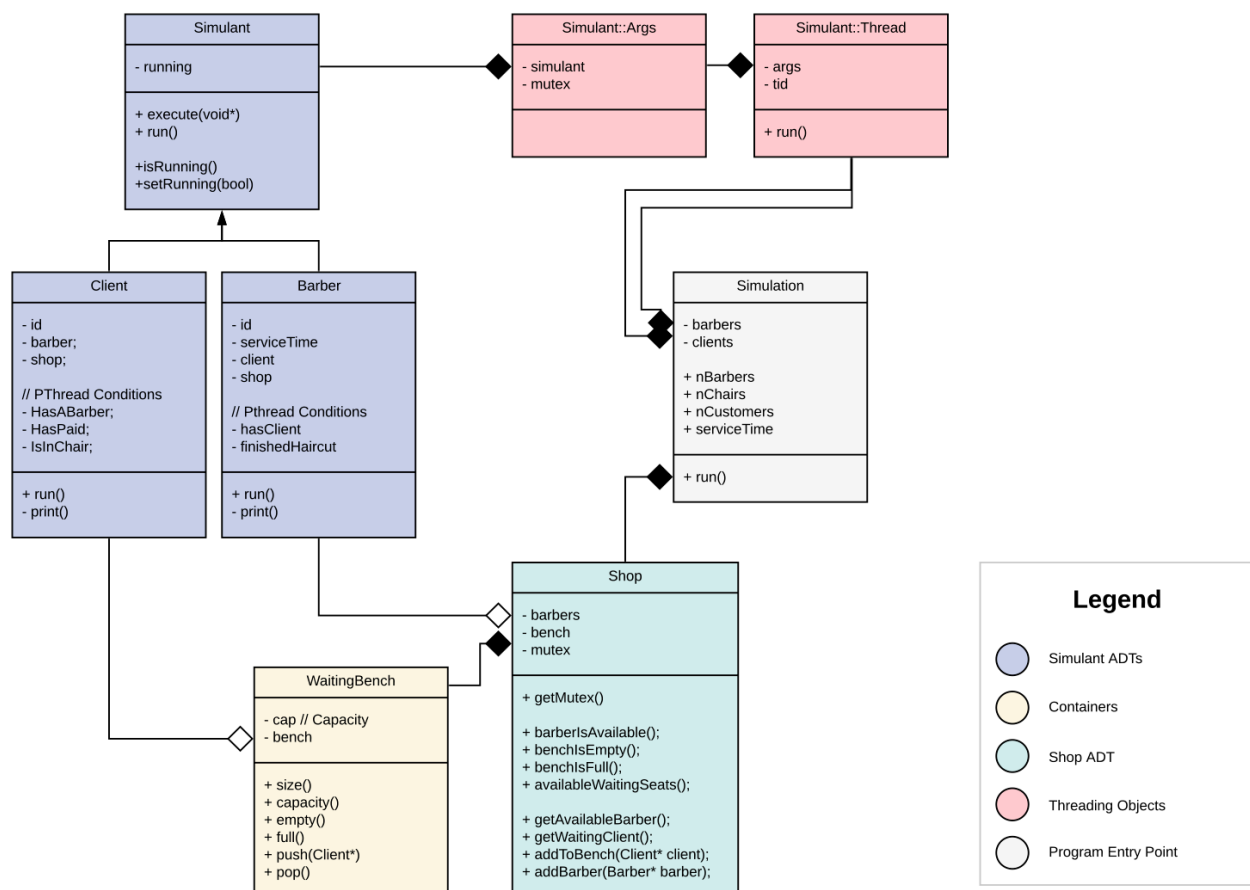 Simulant
- running
+ execute(void*)
+ run()
+isRunning()
+setRunning(bool)
Simulant::Args
- simulant
- mutex
Simulant::Thread
- args
- tid
+ run()
Client
- id
- barber;
- shop;
// PThread Conditions
- HasABarber;
- HasPaid;
- IsInChair;
+ run()
- print()
Barber
- id
- serviceTime
- client
- shop
// Pthread Conditions
- hasClient
- finishedHaircut
+ run()
- print()
Simulation
- barbers
- clients
+ nBarbers
+ nChairs
+ nCustomers
+ serviceTime
+ run()
WaitingBench
- cap // Capacity
- bench
+ size()
+ capacity()
+ empty()
+ full()
+ push(Client*)
+ pop()
Shop
- barbers
- bench
- mutex
+ getMutex()
+ barberIsAvailable();
+ benchIsEmpty();
+ benchIsFull();
+ availableWaitingSeats();
+ getAvailableBarber();
+ getWaitingClient();
+ addToBench(Client* client);
+ addBarber(Barber* barber);
Legend
Simulant ADTs
Containers
Shop ADT
Threading Objects
Program Entry Point